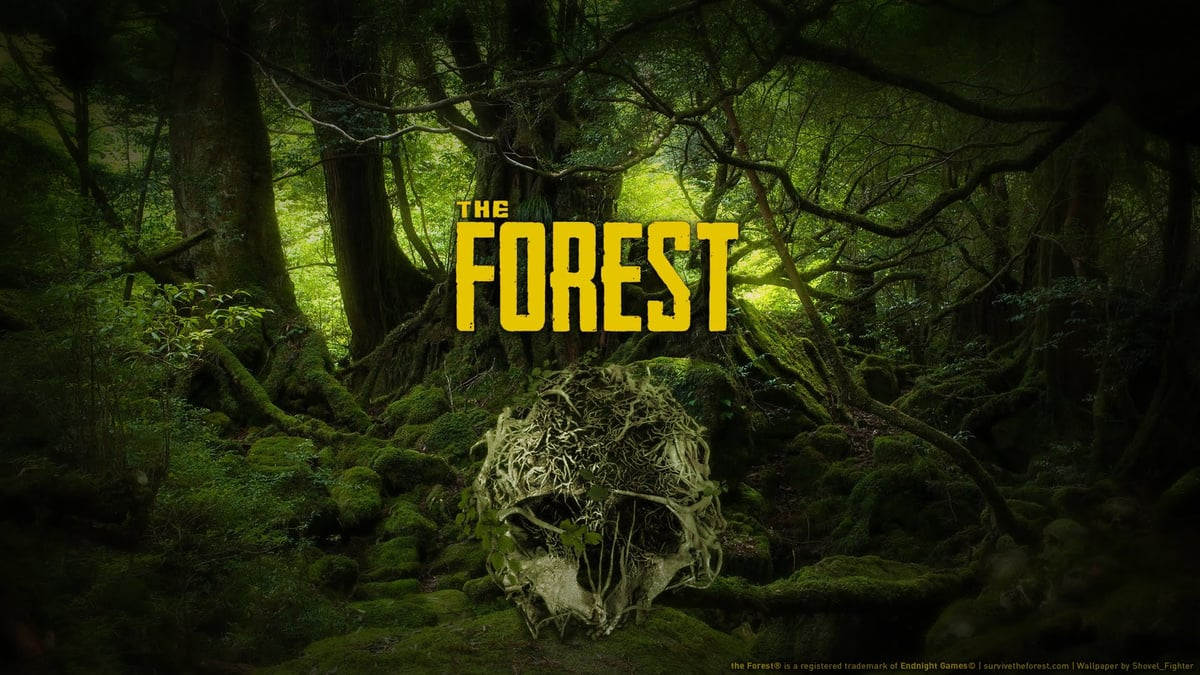 THE
FOREST
the Forest® is a registered trademark of Endnight Games© | survivetheforest.com | Wallpaper by Shovel_Fighter